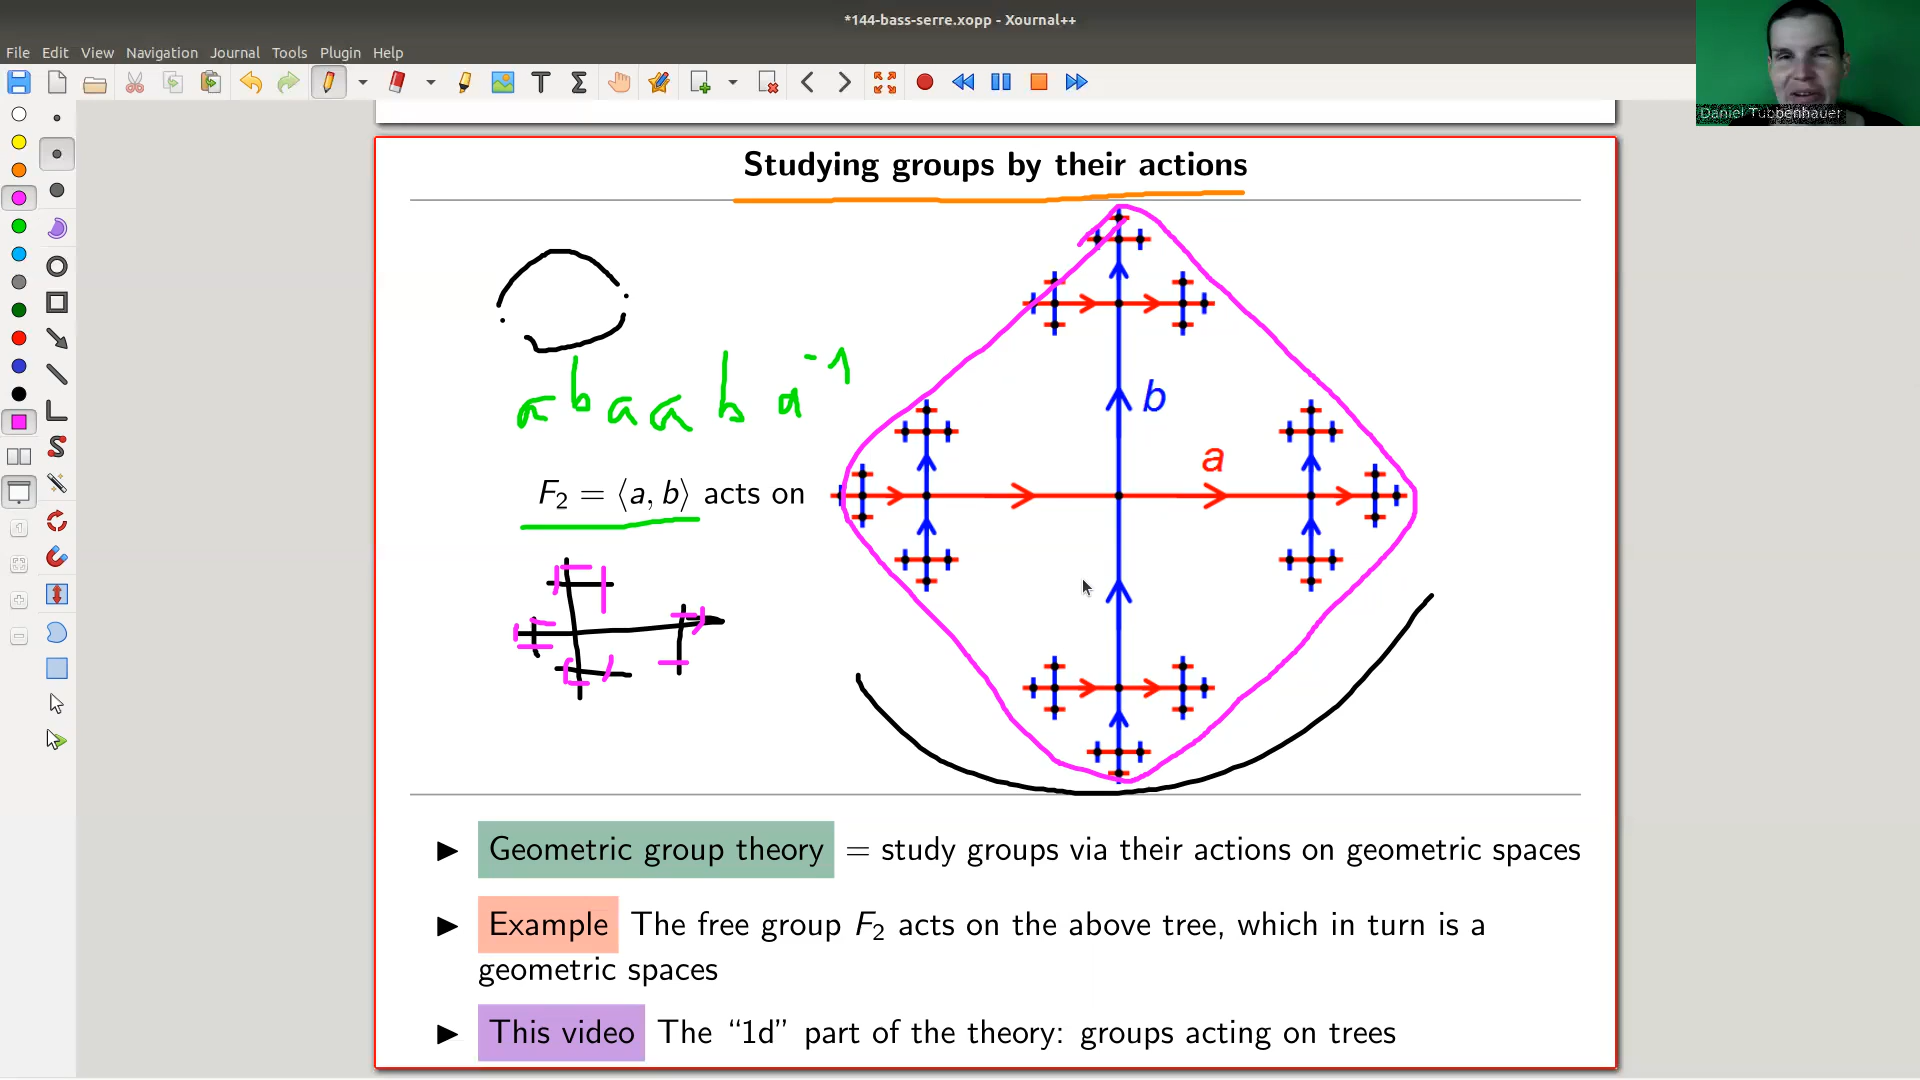 *144-bass-serre.xopp - Xournal++
File Edit View Navigation Journal Tools Plugin Help
Daniel Tubbenhauer
Studying groups by their actions
a b a a b a⁻¹
b
a
F₂ = ⟨a, b⟩ acts on
► Geometric group theory = study groups via their actions on geometric spaces
► Example The free group F₂ acts on the above tree, which in turn is a
geometric spaces
► This video The “1d” part of the theory: groups acting on trees